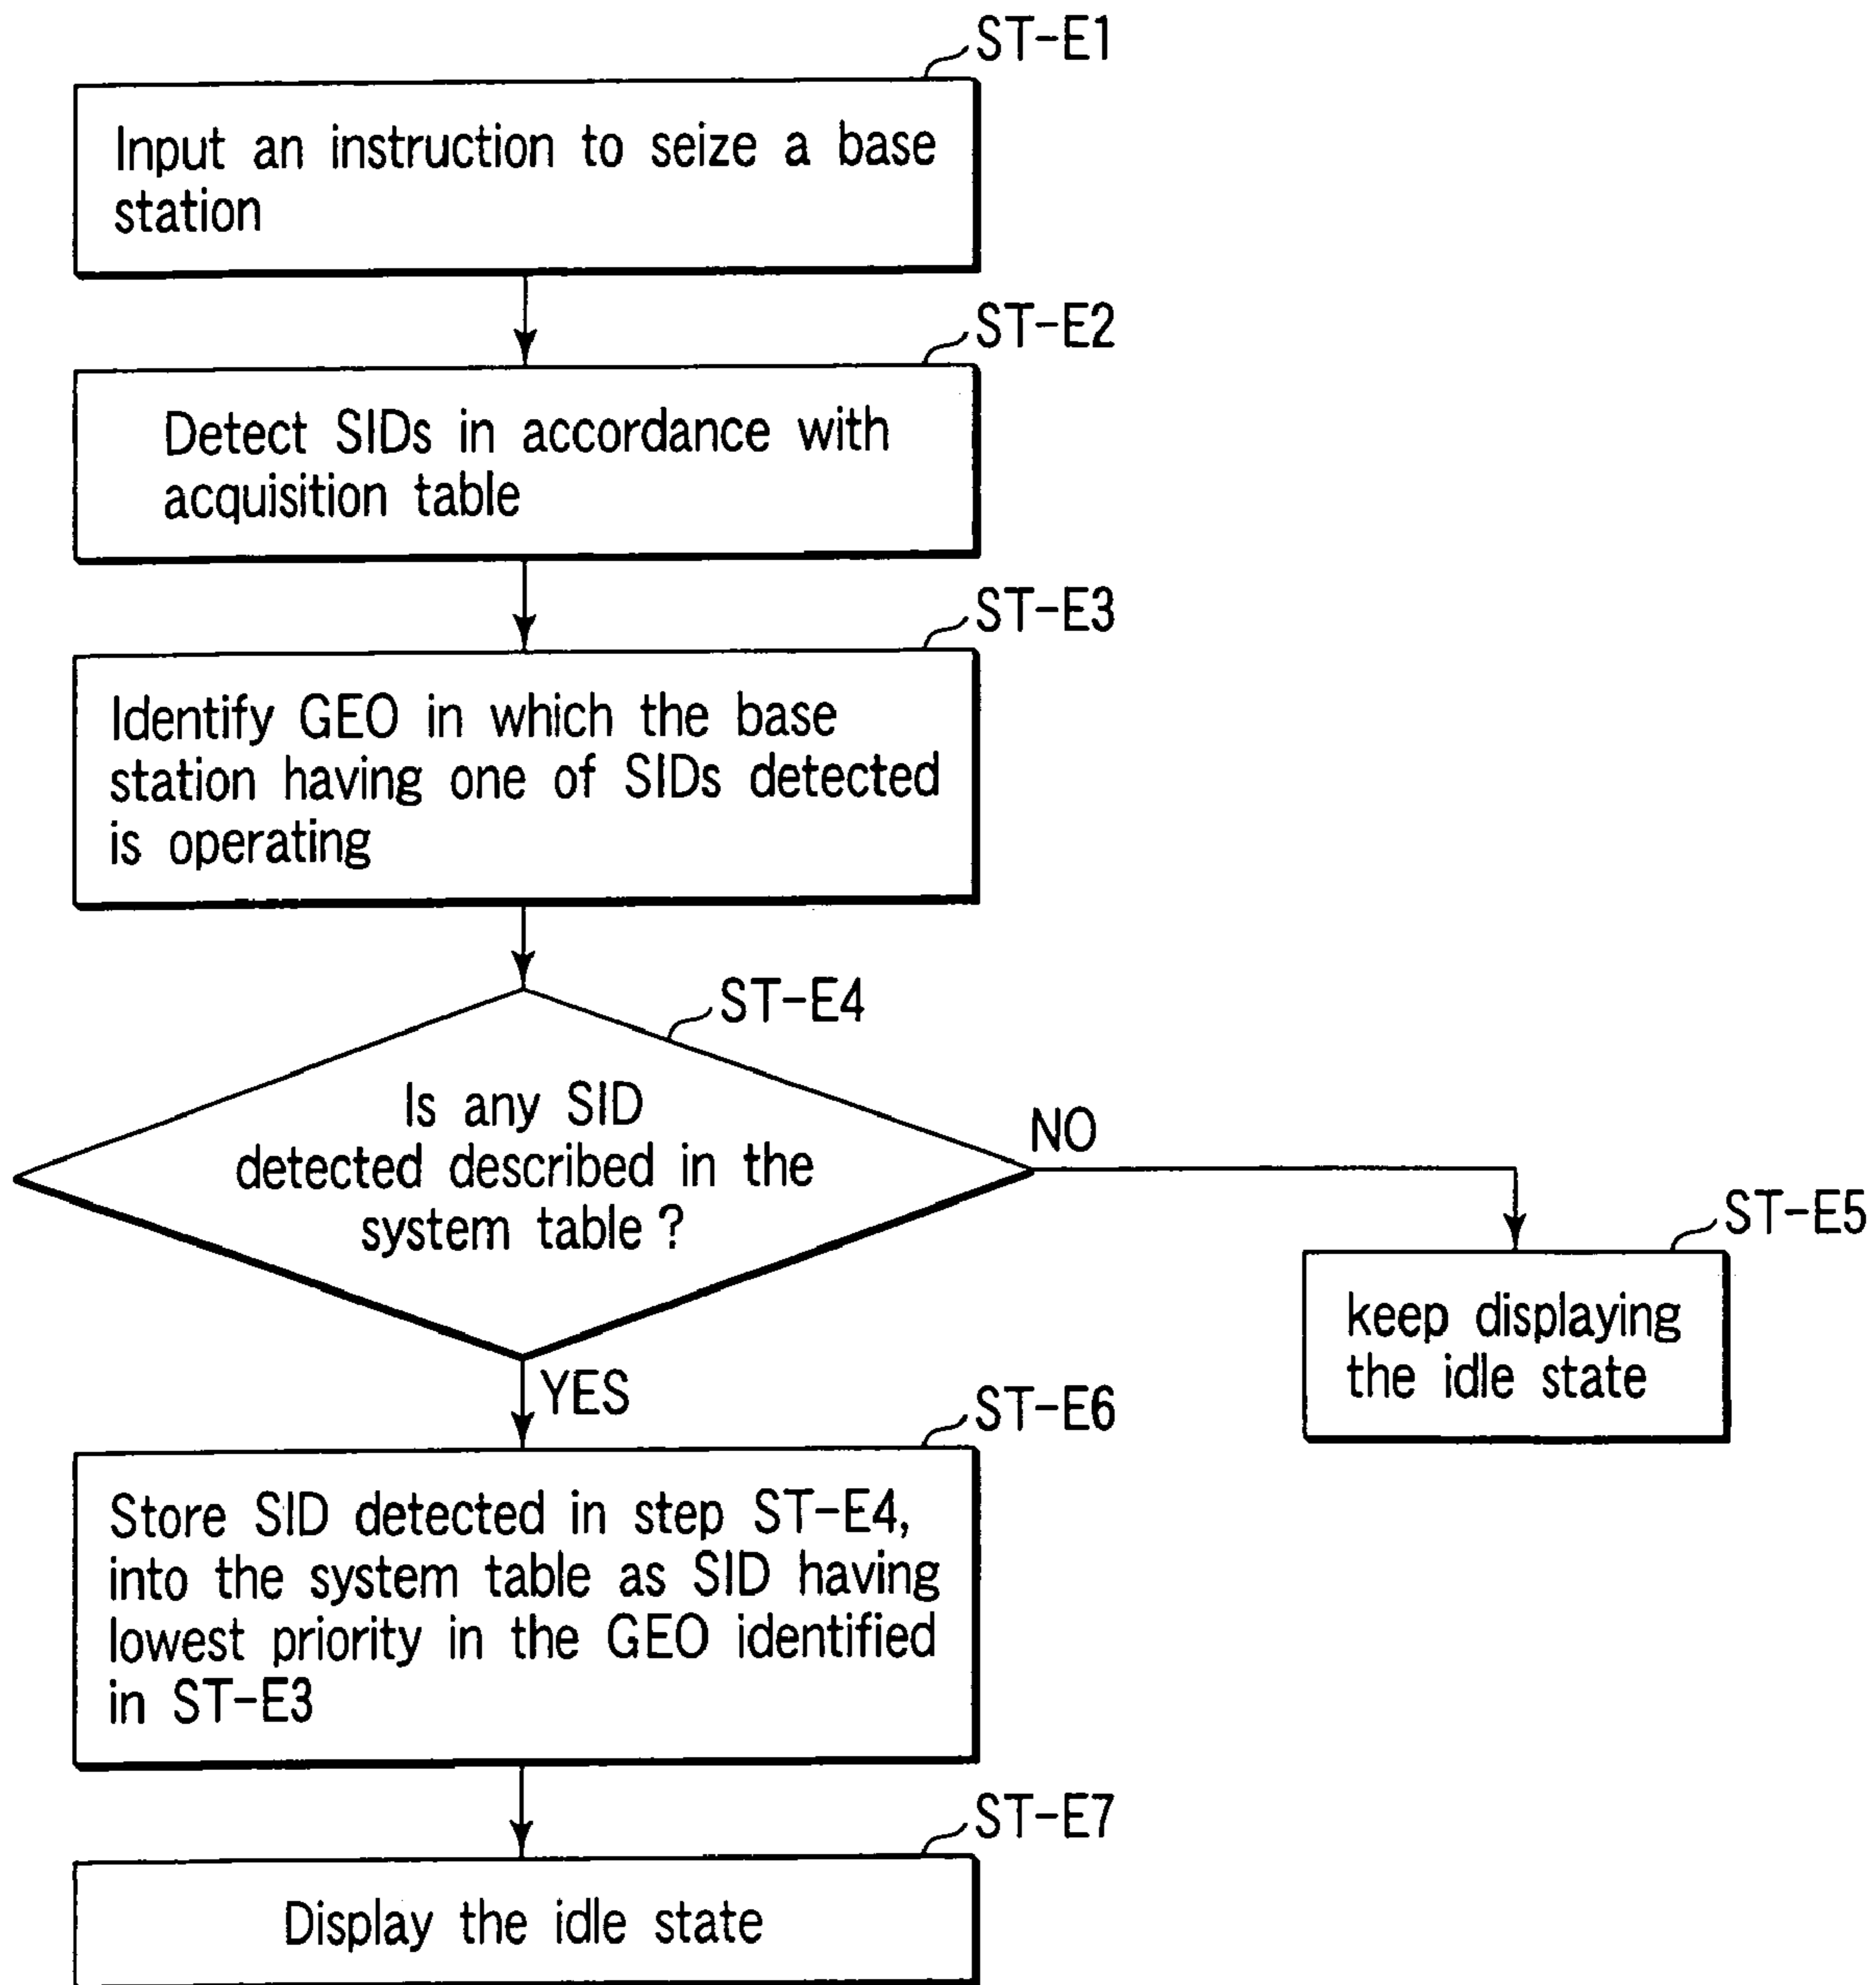 ST-E1
Input an instruction to seize a base
station
ST-E2
Detect SIDs in accordance with
acquisition table
ST-E3
Identify GEO in which the base
station having one of SIDs detected
is operating
ST-E4
Is any SID
detected described in the
system table?
NO
ST-E5
keep displaying
the idle state
YES
ST-E6
Store SID detected in step ST-E4,
into the system table as SID having
lowest priority in the GEO identified
in ST-E3
ST-E7
Display the idle state